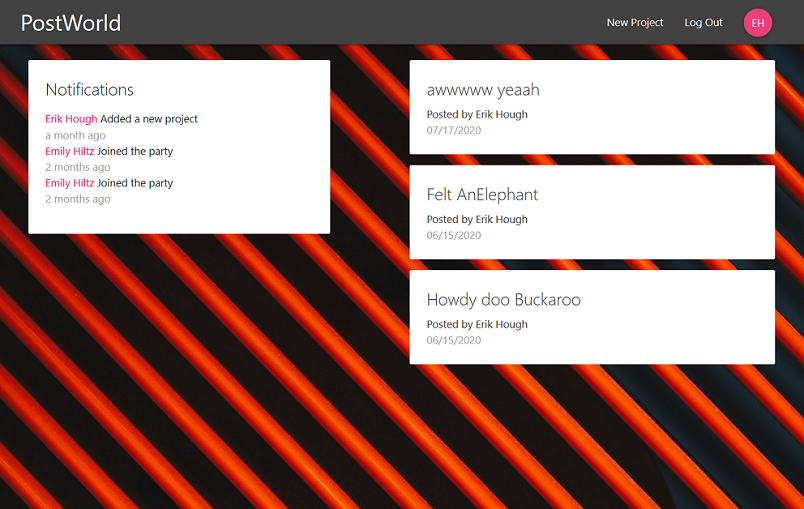 PostWorld
New Project
Log Out
EH
Notifications
Erik Hough Added a new project
a month ago
Emily Hiltz Joined the party
2 months ago
Emily Hiltz Joined the party
2 months ago
awwwww yeaah
Posted by Erik Hough
07/17/2020
Felt AnElephant
Posted by Erik Hough
06/15/2020
Howdy doo Buckaroo
Posted by Erik Hough
06/15/2020